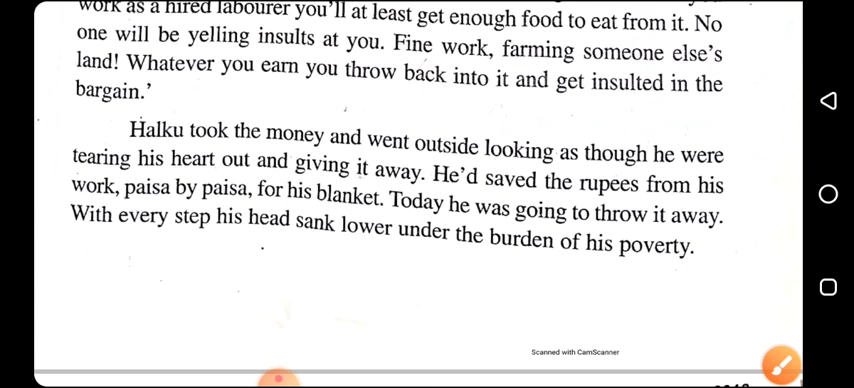 work as a hired labourer you'll at least get enough food to eat from it. No
one will be yelling insults at you. Fine work, farming someone else's
land! Whatever you earn you throw back into it and get insulted in the
bargain.'
Halku took the money and went outside looking as though he were
tearing his heart out and giving it away. He'd saved the rupees from his
work, paisa by paisa, for his blanket. Today he was going to throw it away.
With every step his head sank lower under the burden of his poverty.
Scanned with CamScanner